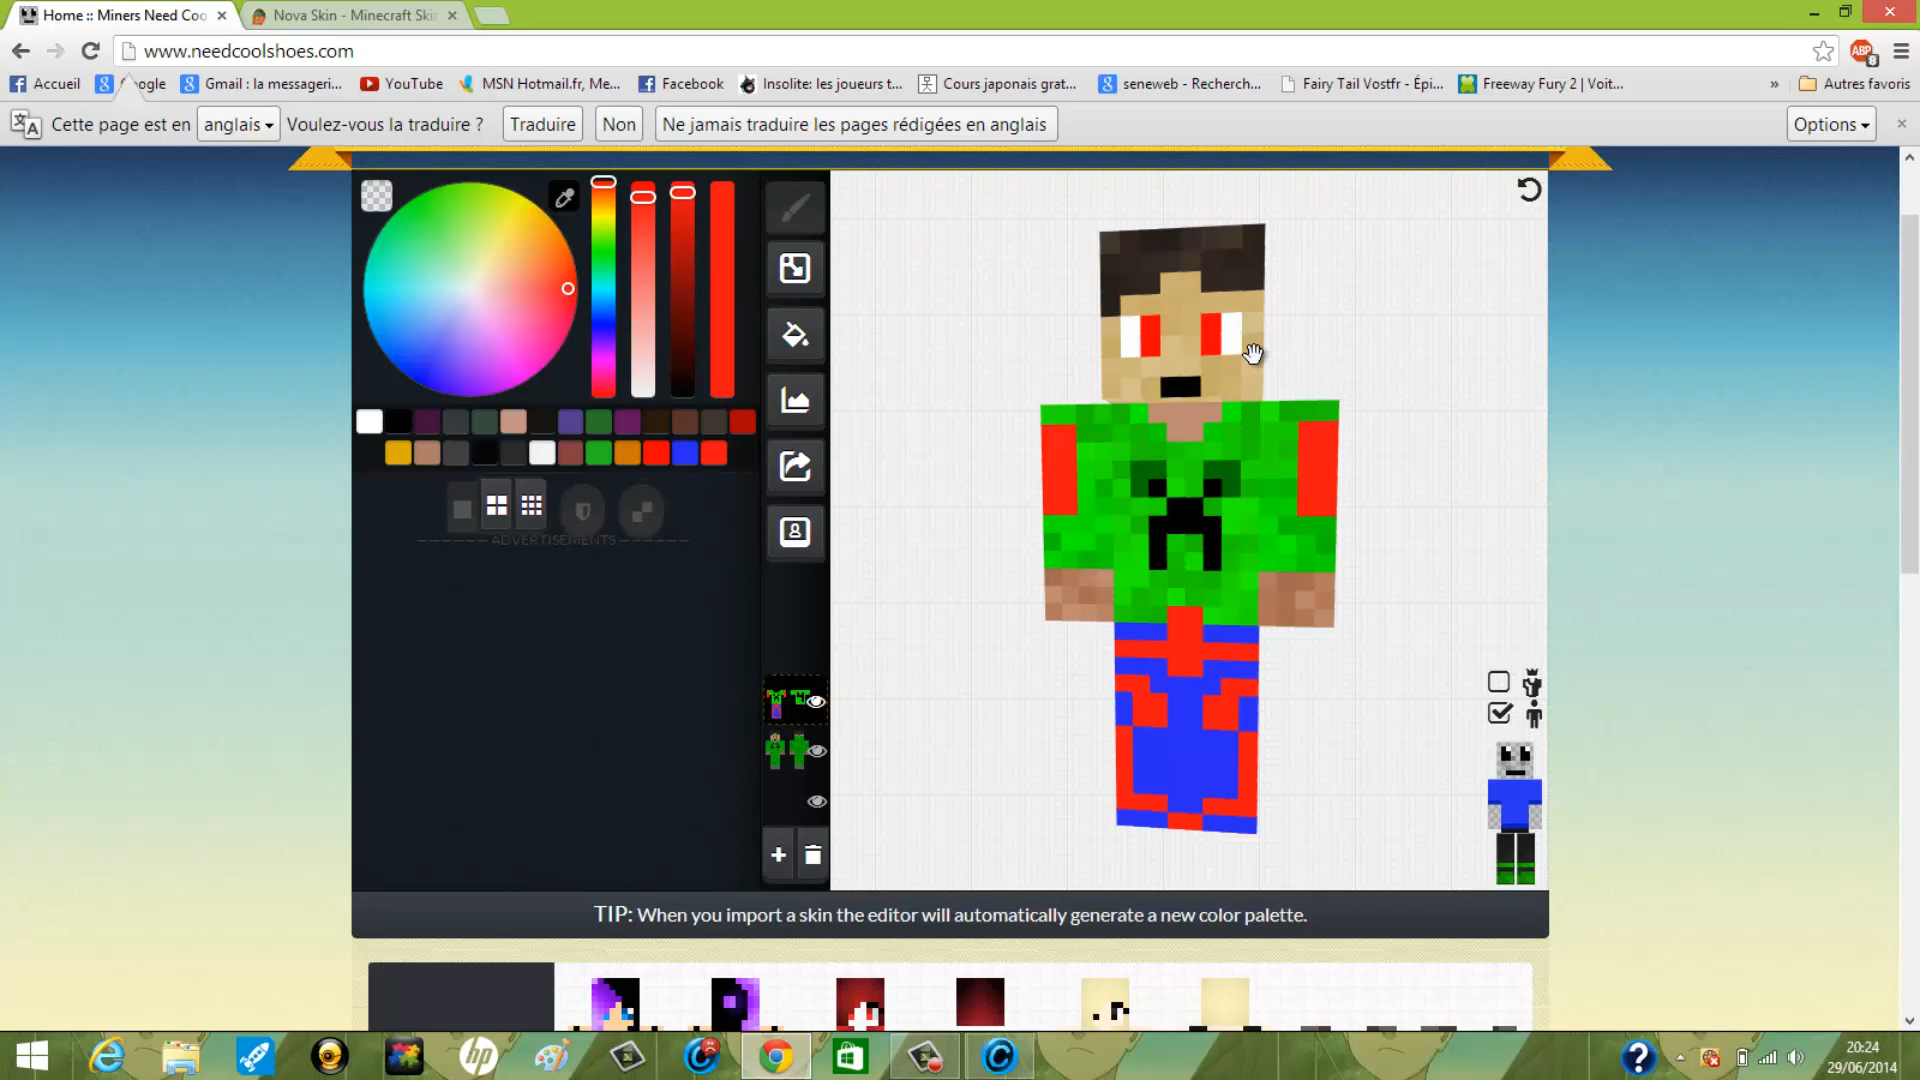 Home :: Miners Need Coo
Nova Skin - Minecraft Skin
www.needcoolshoes.com
ABP
8
Accueil
Gmail : la messageri...
YouTube
MSN Hotmail.fr, Me...
Facebook
Insolite: les joueurs t...
Cours japonais grat...
seneweb - Recherch...
Fairy Tail Vostfr - Épi...
Freeway Fury 2 | Voit...
»
Autres favoris
Cette page est en
anglais
Voulez-vous la traduire ?
Traduire
Non
Ne jamais traduire les pages rédigées en anglais
Options
ADVERTISEMENTS
TIP: When you import a skin the editor will automatically generate a new color palette.
hp
20:24
29/06/2014